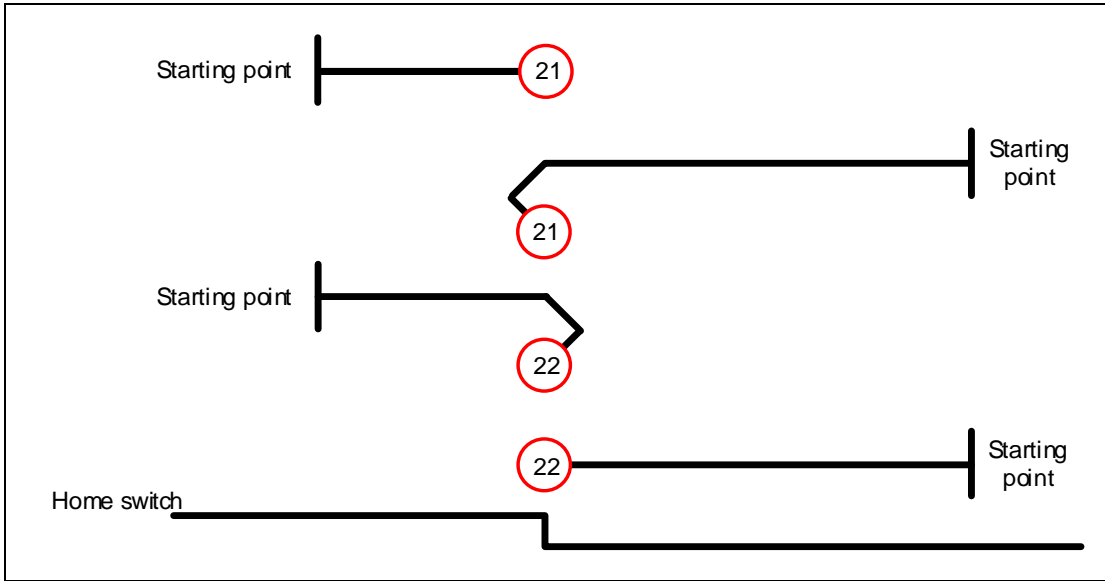 Starting point
21
Starting
point
21
Starting point
22
22
Starting
point
Home switch